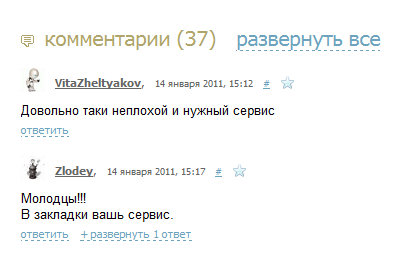 комментарии (37) развернуть все
VitaZheltyakov, 14 января 2011, 15:12 #
Довольно таки неплохой и нужный сервис
ответить
Zlodey, 14 января 2011, 15:17 #
Молодцы!!!
В закладки вашь сервис.
ответить + развернуть 1 ответ